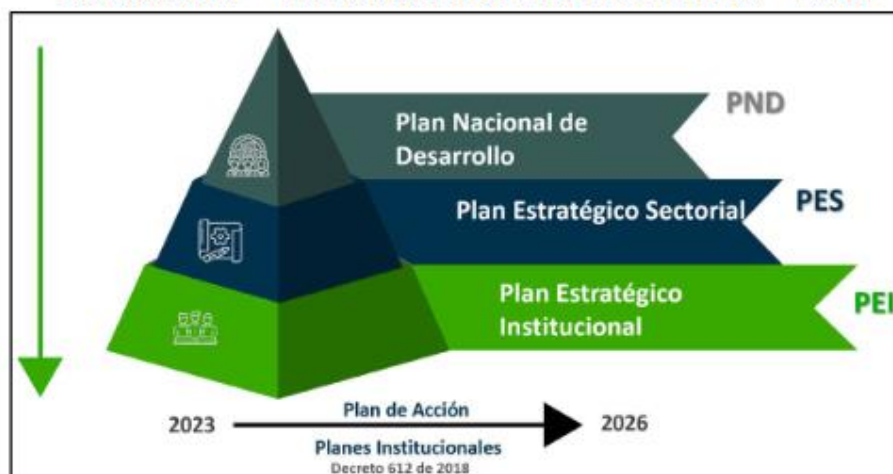 PND
Plan Nacional de
Desarrollo
Plan Estratégico Sectorial
PES
Plan Estratégico
Institucional
PEI
2023
Plan de Acción
2026
Planes Institucionales
Decreto 612 de 2018